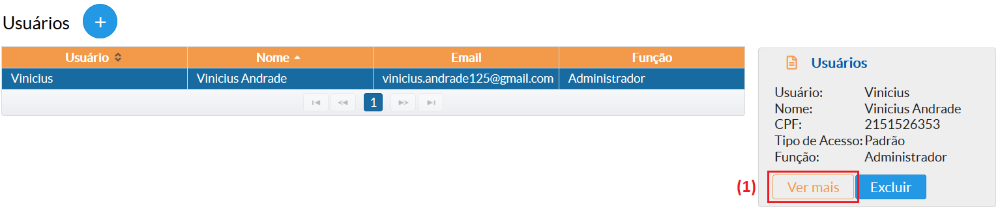 Usuários +
Usuário Nome Email Função
Vinicius Vinicius Andrade vinicius.andrade125@gmail.com Administrador
1
Usuários
Usuário: Vinicius
Nome: Vinicius Andrade
CPF: 2151526353
Tipo de Acesso: Padrão
Função: Administrador
(1) Ver mais Excluir